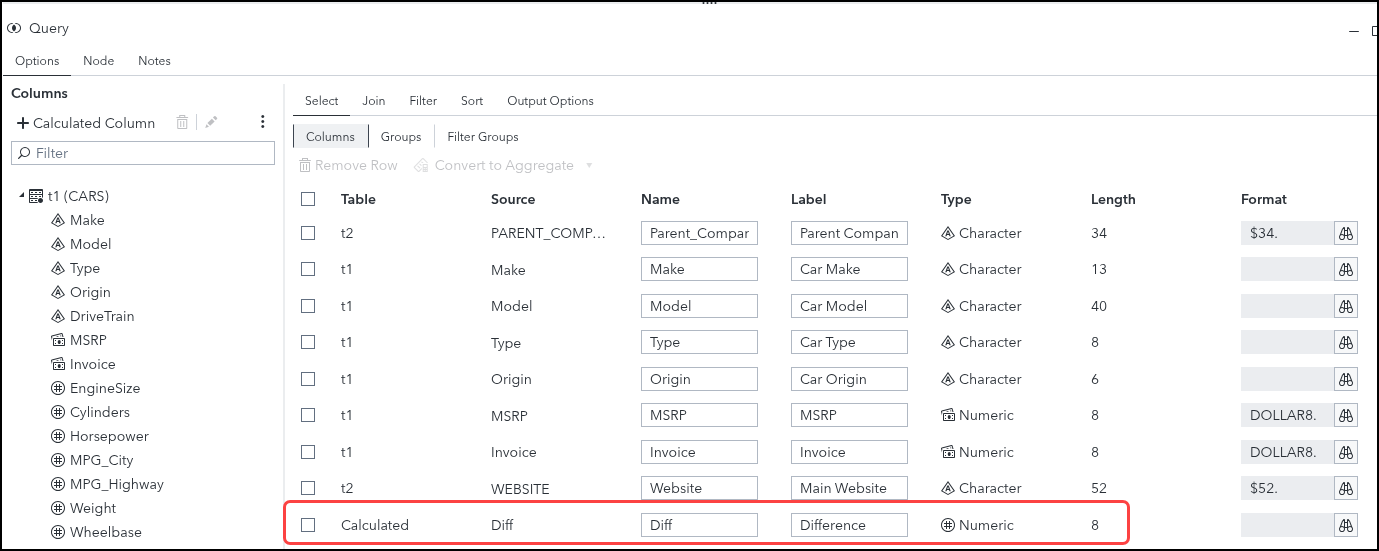 Query
Options Node Notes
Columns
Calculated Column
Filter
t1 (CARS)
Make
Model
Type
Origin
DriveTrain
MSRP
Invoice
EngineSize
Cylinders
Horsepower
MPG_City
MPG_Highway
Weight
Wheelbase
Select Join Filter Sort Output Options
Columns Groups Filter Groups
Remove Row Convert to Aggregate
Table Source Name Label Type Length Format
t2 PARENT_COMP... Parent_Compar Parent Compan Character 34 $34.
t1 Make Make Car Make Character 13
t1 Model Model Car Model Character 40
t1 Type Type Car Type Character 8
t1 Origin Origin Car Origin Character 6
t1 MSRP MSRP MSRP Numeric 8 DOLLAR8.
t1 Invoice Invoice Invoice Numeric 8 DOLLAR8.
t2 WEBSITE Website Main Website Character 52 $52.
Calculated Diff Diff Difference Numeric 8